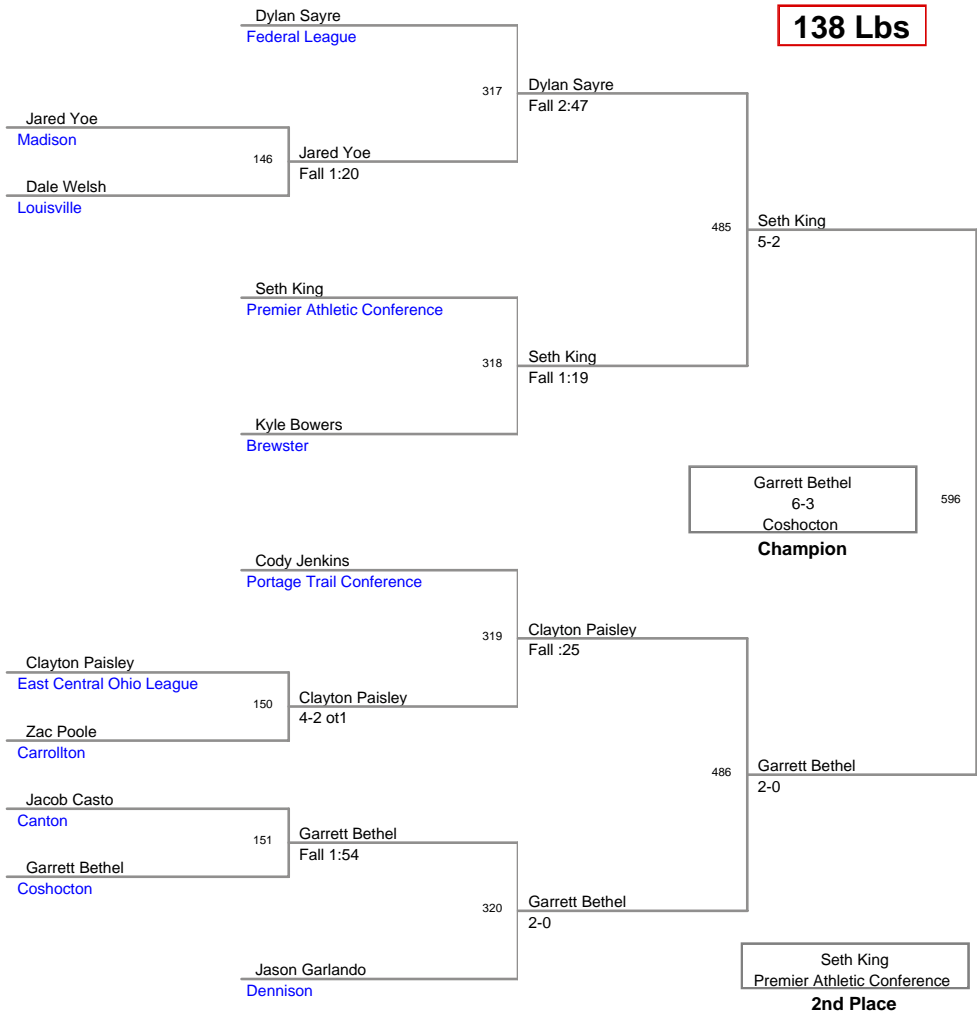 Dylan Sayre
Federal League
138 Lbs
317
Dylan Sayre
Fall 2:47
Jared Yoe
Madison
146
Jared Yoe
Fall 1:20
Dale Welsh
Louisville
485
Seth King
5-2
Seth King
Premier Athletic Conference
318
Seth King
Fall 1:19
Kyle Bowers
Brewster
Garrett Bethel
6-3
Coshocton
Champion
596
Cody Jenkins
Portage Trail Conference
319
Clayton Paisley
Fall :25
Clayton Paisley
East Central Ohio League
150
Clayton Paisley
4-2 ot1
Zac Poole
Carrollton
486
Garrett Bethel
2-0
Jacob Casto
Canton
151
Garrett Bethel
Fall 1:54
Garrett Bethel
Coshocton
320
Garrett Bethel
2-0
Jason Garlando
Dennison
Seth King
Premier Athletic Conference
2nd Place